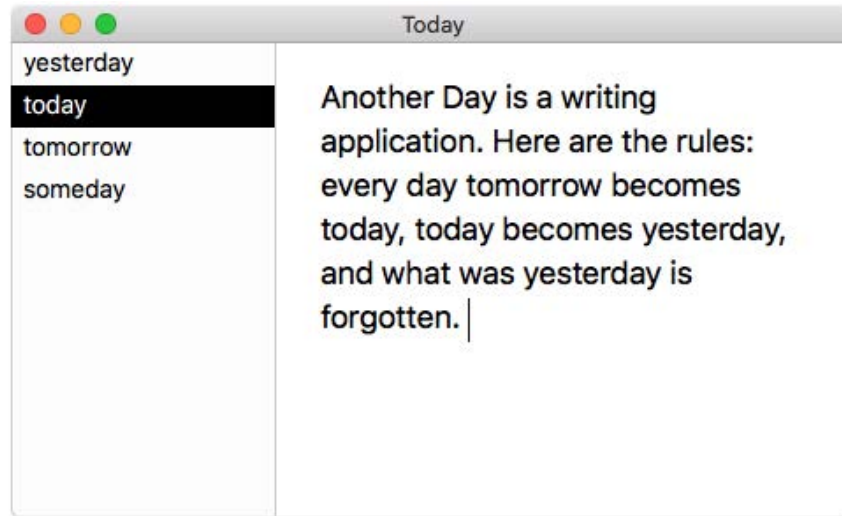 Today
yesterday
today
tomorrow
someday
Another Day is a writing
application. Here are the rules:
every day tomorrow becomes
today, today becomes yesterday,
and what was yesterday is
forgotten.